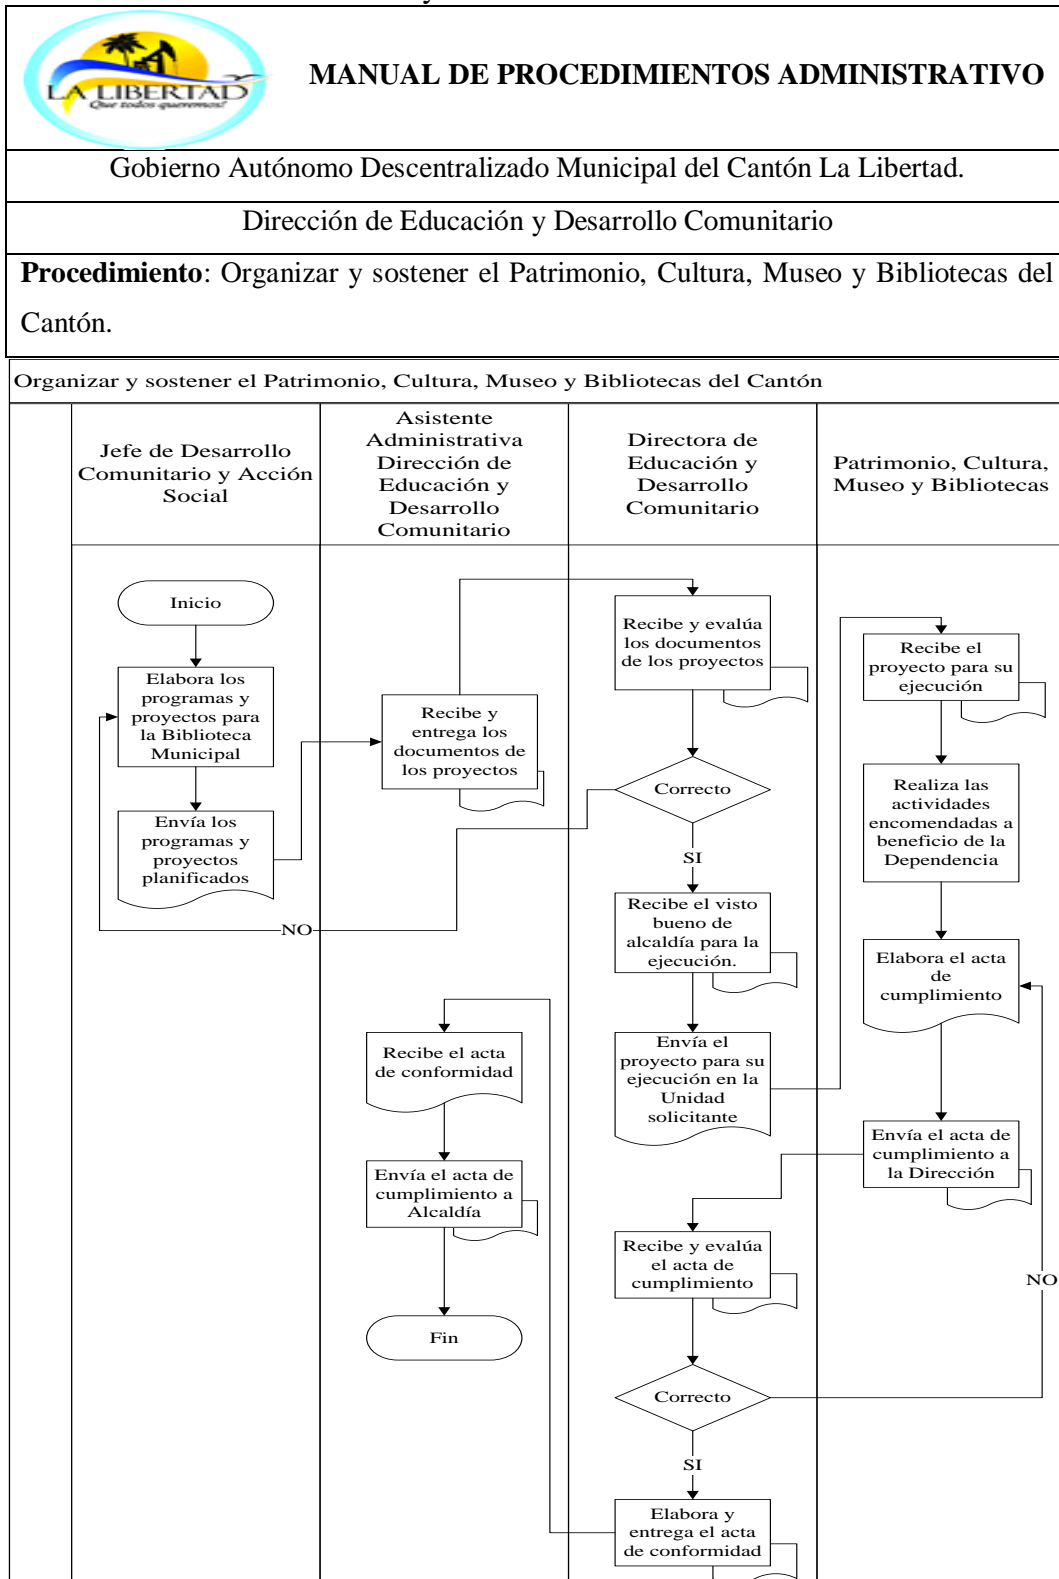 LA LIBERTAD
Que todos queremos!
MANUAL DE PROCEDIMIENTOS ADMINISTRATIVO
Gobierno Autónomo Descentralizado Municipal del Cantón La Libertad.
Dirección de Educación y Desarrollo Comunitario
Procedimiento: Organizar y sostener el Patrimonio, Cultura, Museo y Bibliotecas del
Cantón.
Organizar y sostener el Patrimonio, Cultura, Museo y Bibliotecas del Cantón
Jefe de Desarrollo
Comunitario y Acción
Social
Asistente
Administrativa
Dirección de
Educación y
Desarrollo
Comunitario
Directora de
Educación y
Desarrollo
Comunitario
Patrimonio, Cultura,
Museo y Bibliotecas
Inicio
Elabora los
programas y
proyectos para
la Biblioteca
Municipal
Envía los
programas y
proyectos
planificados
Recibe y
entrega los
documentos de
los proyectos
Recibe y evalúa
los documentos
de los proyectos
Correcto
NO
SI
Recibe el visto
bueno de
alcaldía para la
ejecución.
Envía el
proyecto para su
ejecución en la
Unidad
solicitante
Recibe el
proyecto para su
ejecución
Realiza las
actividades
encomendadas a
beneficio de la
Dependencia
Elabora el acta
de
cumplimiento
Envía el acta de
cumplimiento a
la Dirección
Recibe y evalúa
el acta de
cumplimiento
Correcto
NO
SI
Elabora y
entrega el acta
de conformidad
Recibe el acta
de conformidad
Envía el acta de
cumplimiento a
Alcaldía
Fin